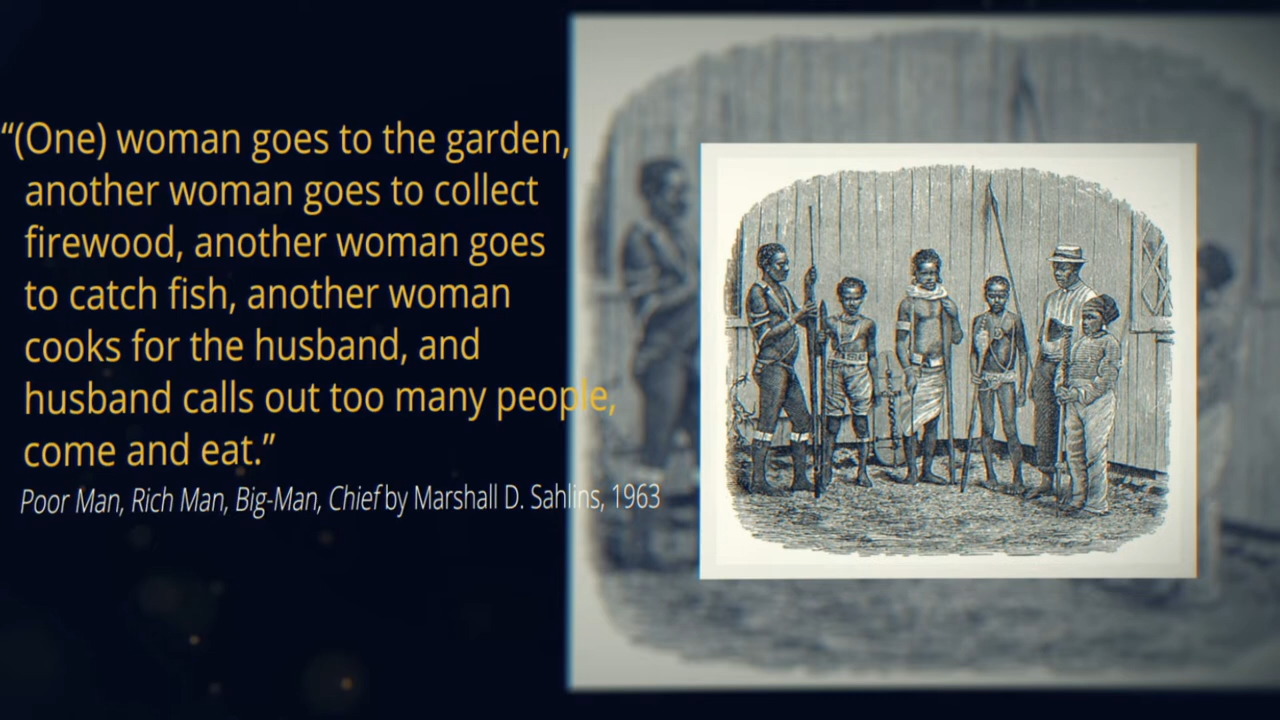 “(One) woman goes to the garden,
another woman goes to collect
firewood, another woman goes
to catch fish, another woman
cooks for the husband, and
husband calls out too many people,
come and eat.”
Poor Man, Rich Man, Big-Man, Chief by Marshall D. Sahlins, 1963